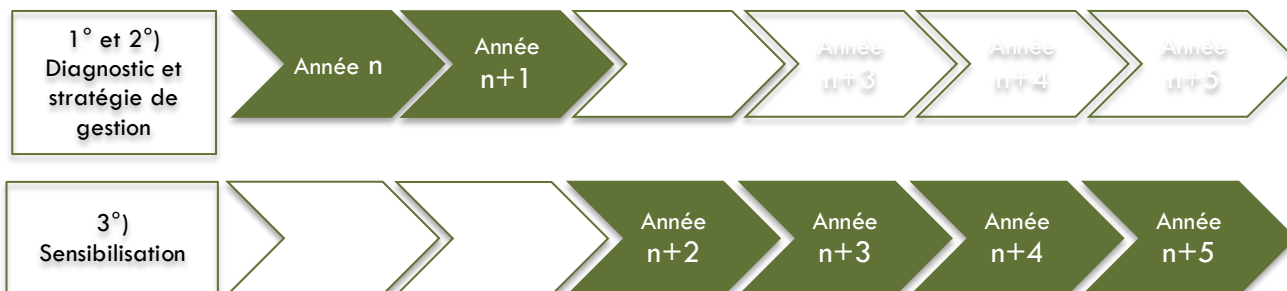 1° et 2°)
Diagnostic et
stratégie de
gestion
Année n
Année
n+1
Année
n+3
Année
n+4
Année
n+5
3°)
Sensibilisation
Année
n+2
Année
n+3
Année
n+4
Année
n+5